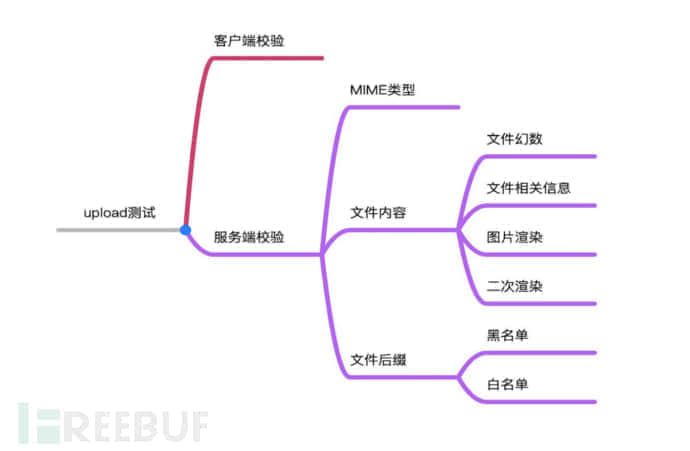 客户端校验
MIME类型
文件幻数
文件相关信息
upload测试
文件内容
服务端校验
图片渲染
二次渲染
黑名单
文件后缀
白名单
FREEBUF